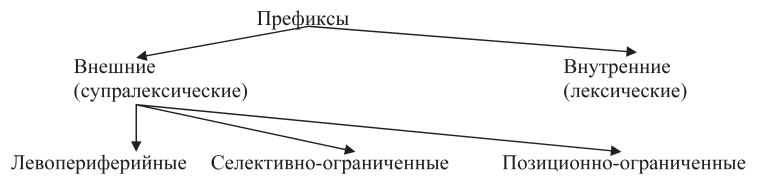 Префиксы
Внешние
(супралексические)
Внутренние
(лексические)
Левопериферийные
Селективно-ограниченные
Позиционно-ограниченные